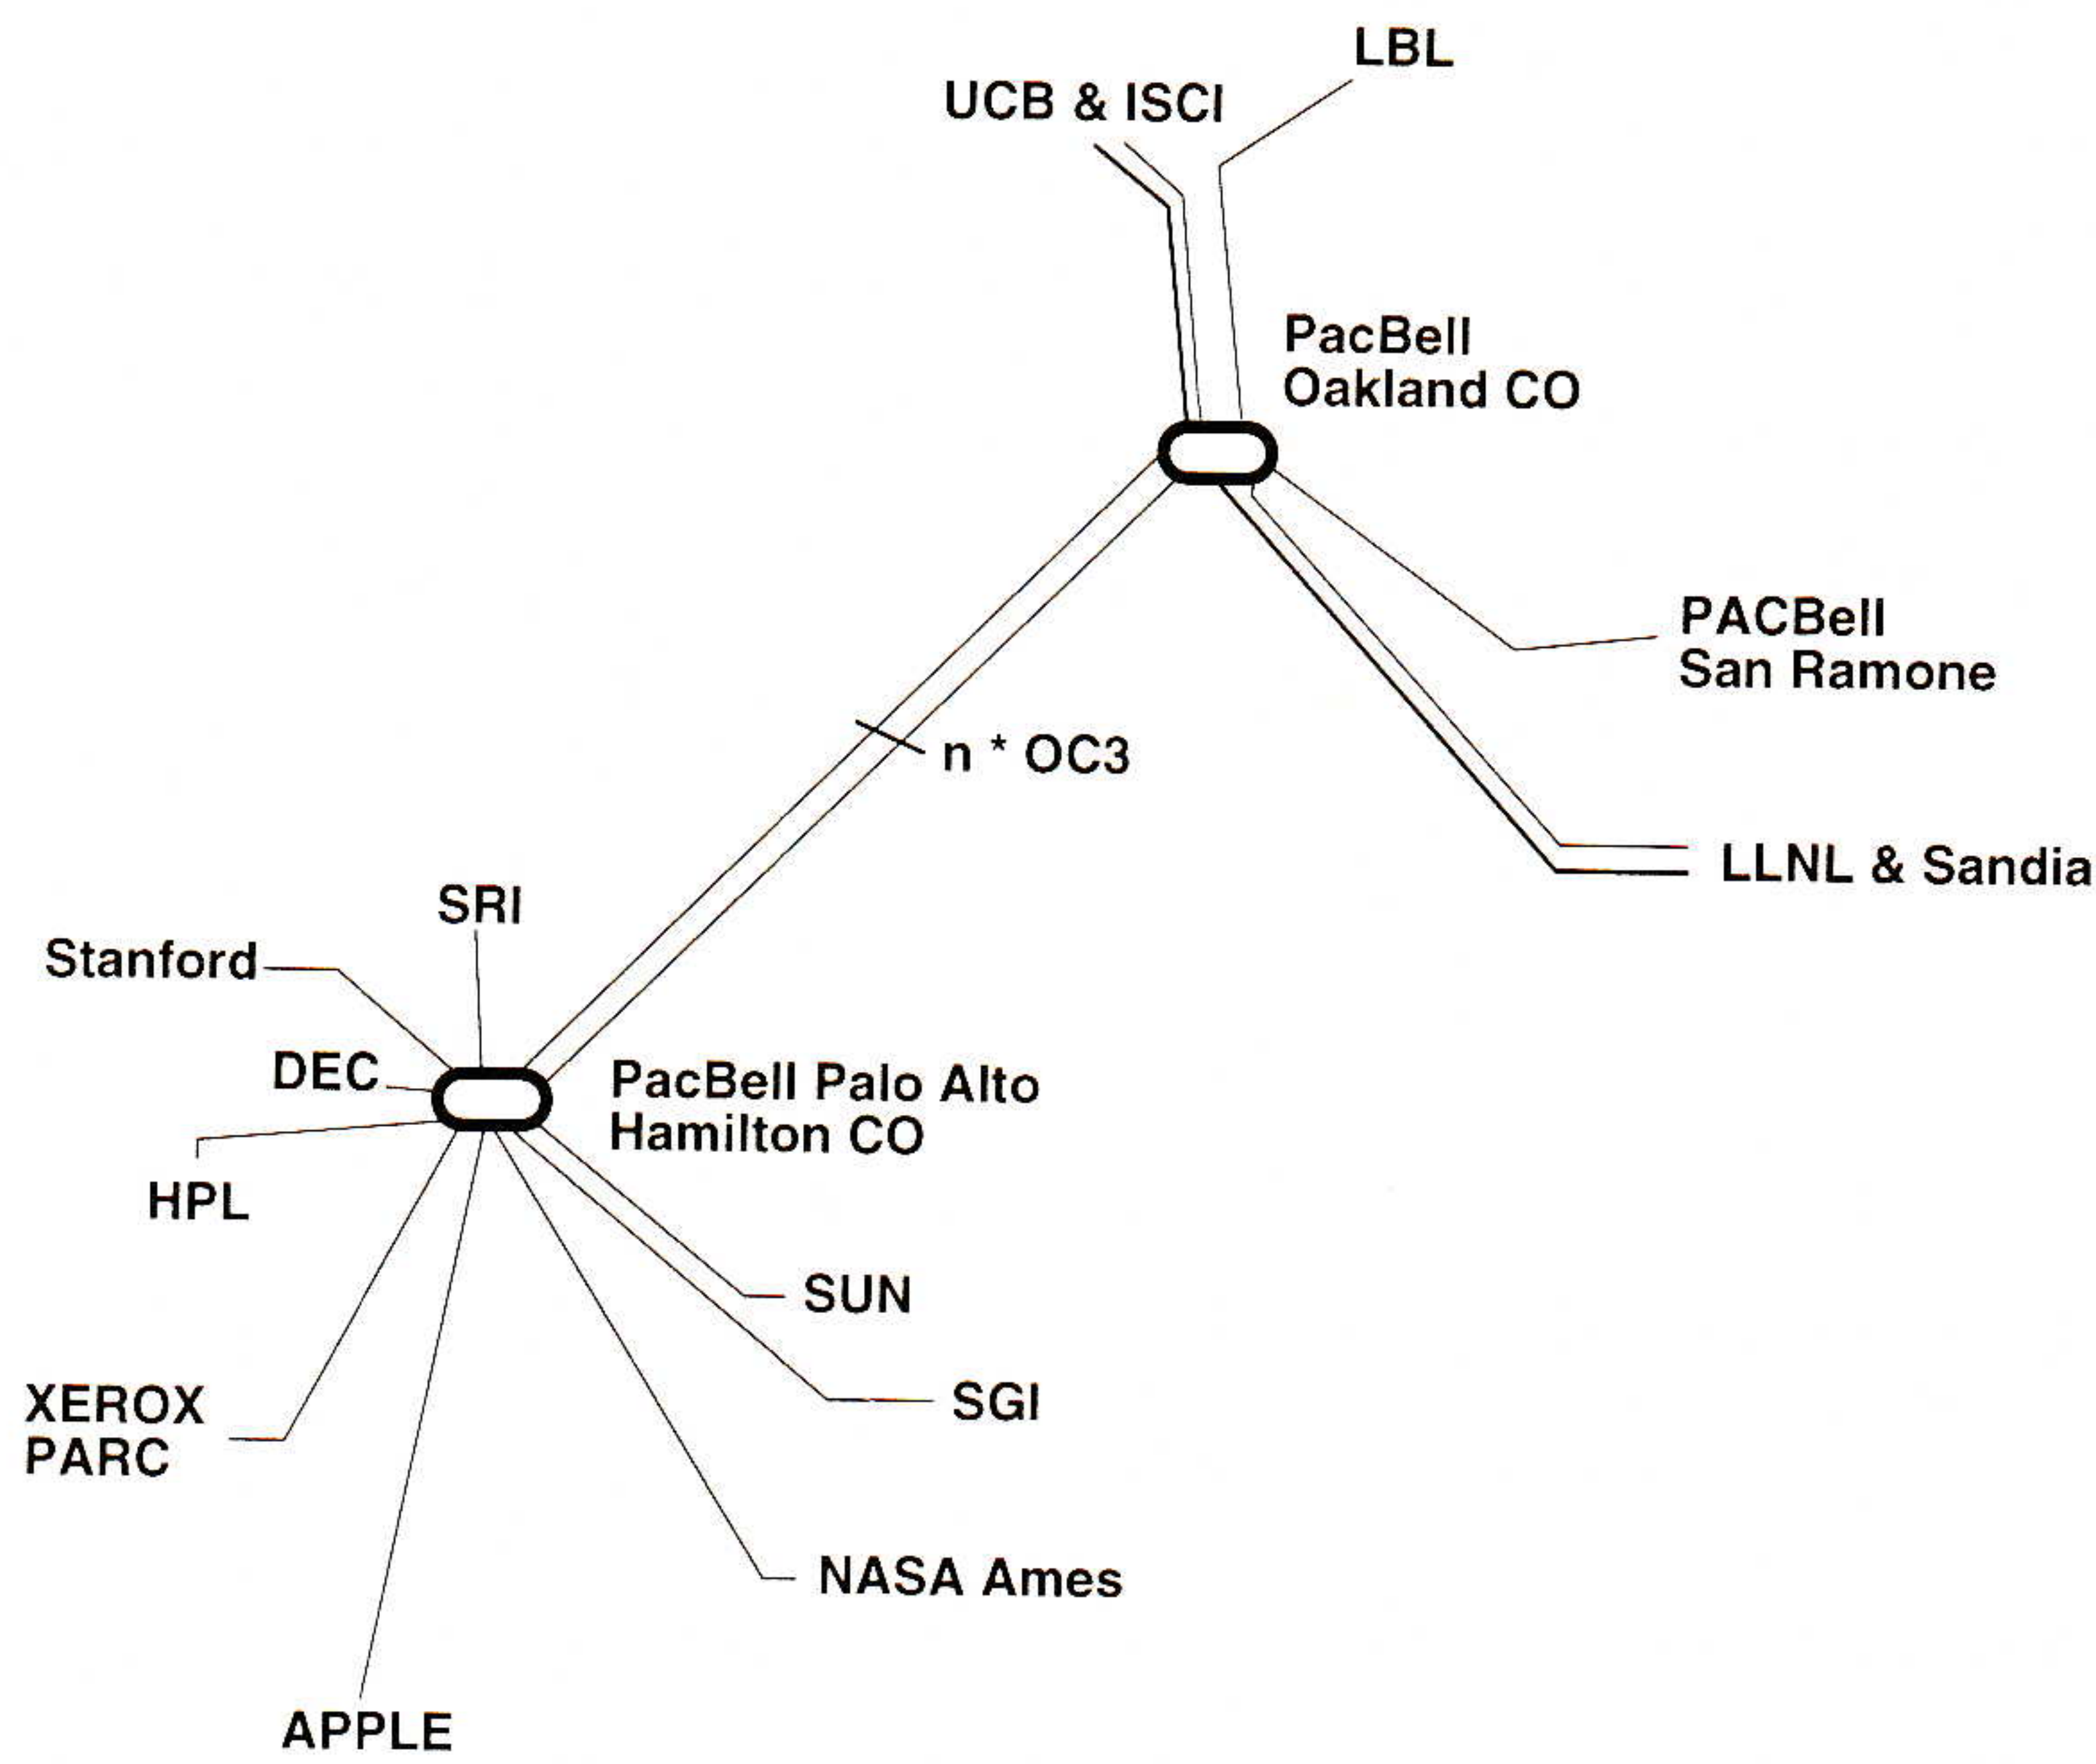 LBL
UCB & ISCI
PacBell
Oakland CO
PACBell
San Ramone
n * OC3
LLNL & Sandia
SRI
Stanford
DEC
PacBell Palo Alto
Hamilton CO
HPL
SUN
XEROX
PARC
SGI
NASA Ames
APPLE